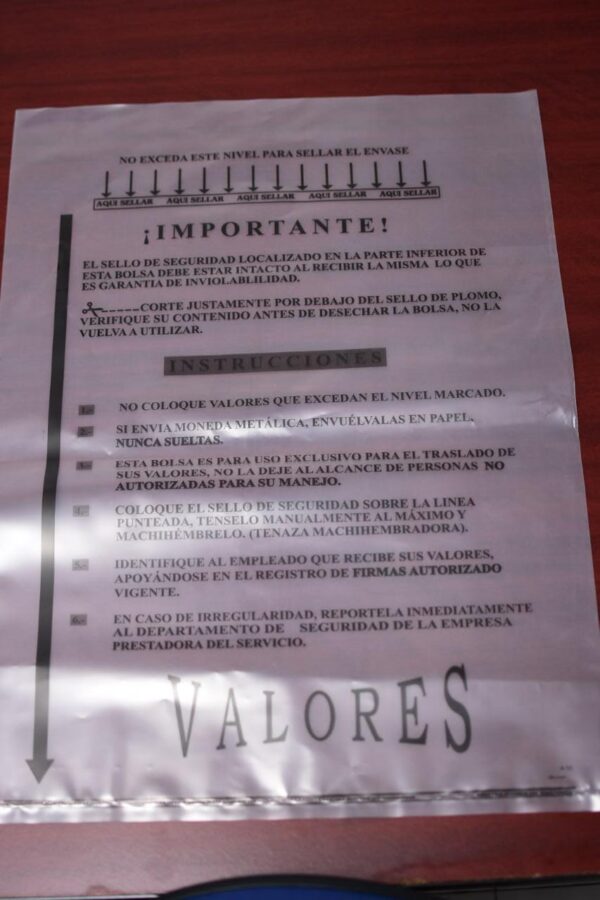 NO EXCEDA ESTE NIVEL PARA SELLAR EL ENVASE
AQUI SELLAR AQUI SELLAR AQUI SELLAR AQUI SELLAR AQUI SELLAR
¡IMPORTANTE!
EL SELLO DE SEGURIDAD LOCALIZADO EN LA PARTE INFERIOR DE
ESTA BOLSA DEBE ESTAR INTACTO AL RECIBIR LA MISMA LO QUE
ES GARANTIA DE INVIOLABLILIDAD.
-----CORTE JUSTAMENTE POR DEBAJO DEL SELLO DE PLOMO,
VERIFIQUE SU CONTENIDO ANTES DE DESECHAR LA BOLSA, NO LA
VUELVA A UTILIZAR.
INSTRUCCIONES
1.- NO COLOQUE VALORES QUE EXCEDAN EL NIVEL MARCADO.
2.- SI ENVIA MONEDA METÁLICA, ENVUÉLVALAS EN PAPEL,
NUNCA SUELTAS.
3.- ESTA BOLSA ES PARA USO EXCLUSIVO PARA EL TRASLADO DE
SUS VALORES, NO LA DEJE AL ALCANCE DE PERSONAS NO
AUTORIZADAS PARA SU MANEJO.
4.- COLOQUE EL SELLO DE SEGURIDAD SOBRE LA LINEA
PUNTEADA, TENSELO MANUALMENTE AL MÁXIMO Y
MACHIHÉMBRELO. (TENAZA MACHIHEMBRADORA).
5.- IDENTIFIQUE AL EMPLEADO QUE RECIBE SUS VALORES,
APOYÁNDOSE EN EL REGISTRO DE FIRMAS AUTORIZADO
VIGENTE.
6.- EN CASO DE IRREGULARIDAD, REPORTELA INMEDIATAMENTE
AL DEPARTAMENTO DE SEGURIDAD DE LA EMPRESA
PRESTADORA DEL SERVICIO.
VALORES